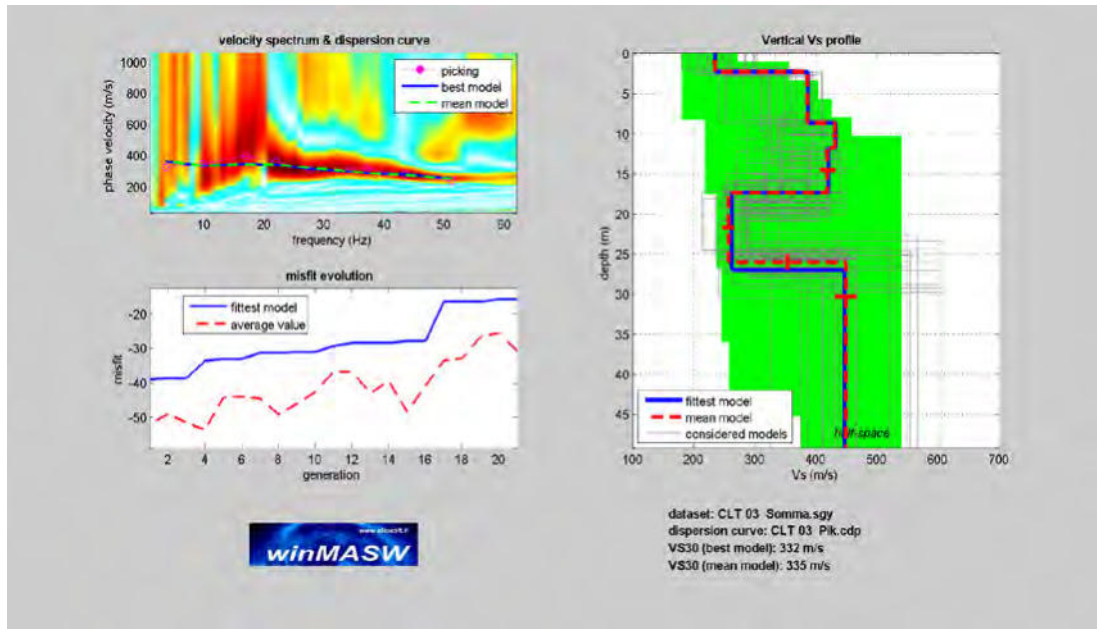 velocity spectrum & dispersion curve
1000
800
600
400
200
phase velocity (m/s)
picking
best model
mean model
10
20
30
40
50
60
frequency (Hz)
misfit evolution
-20
-30
-40
-50
misfit
fittest model
average value
2
4
6
8
10
12
14
16
18
20
generation
winMASW
Vertical Vs profile
0
5
10
15
20
25
30
35
40
45
depth (m)
fittest model
mean model
considered models
half-space
100
200
300
400
500
600
700
Vs (m/s)
dataset: CLT 03 Somma.sgy
dispersion curve: CLT 03 Pik.cdp
VS30 (best model): 332 m/s
VS30 (mean model): 335 m/s